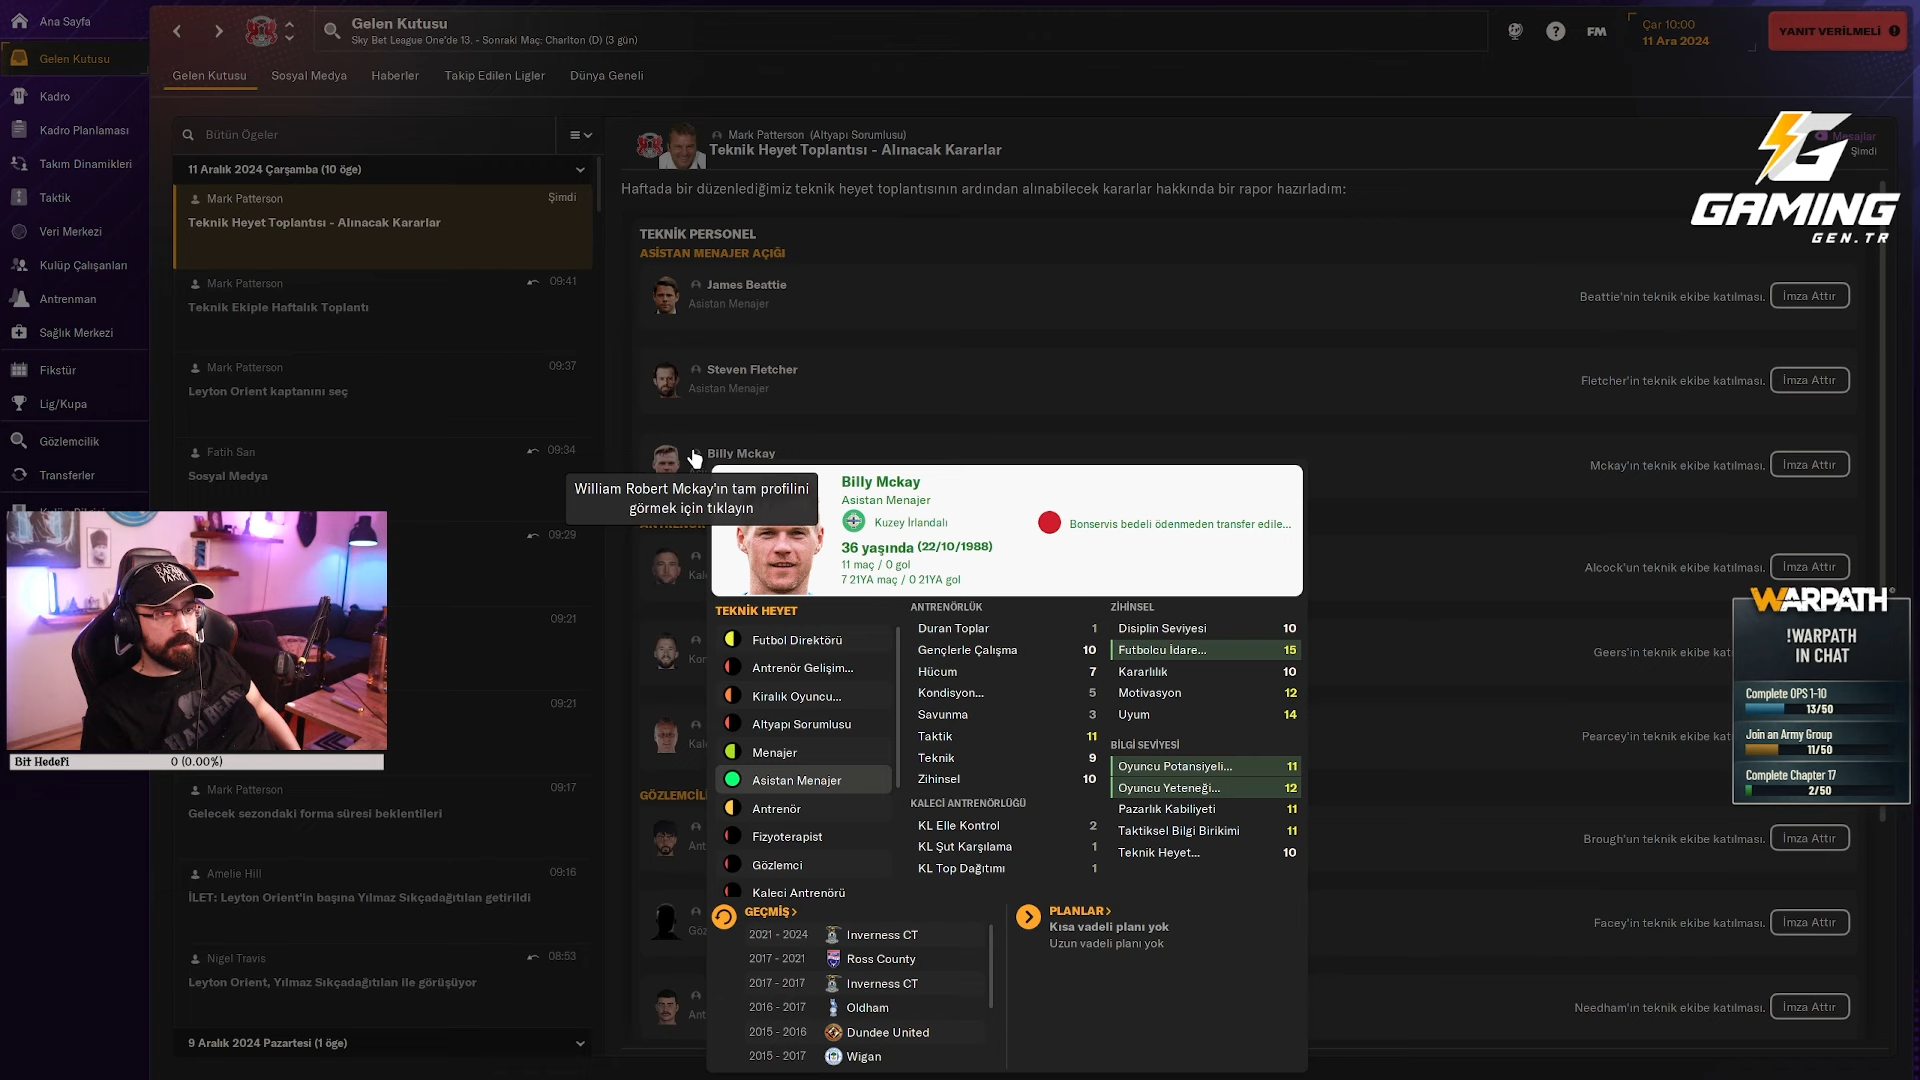 Ana Sayfa
Gelen Kutusu
Kadro
Kadro Planlaması
Takım Dinamikleri
Taktik
Veri Merkezi
Kulüp Çalışanları
Antrenman
Sağlık Merkezi
Fikstür
Lig/Kupa
Gözlemcilik
Transferler
Gelen Kutusu
Sky Bet League One'de 13. - Sonraki Maç: Charlton (D) (3 gün)
FM
Çar 10:00
11 Ara 2024
YANIT VERİLMELİ
Gelen Kutusu
Sosyal Medya
Haberler
Takip Edilen Ligler
Dünya Geneli
Bütün Ögeler
11 Aralık 2024 Çarşamba (10 öge)
Mark Patterson
Şimdi
Teknik Heyet Toplantısı - Alınacak Kararlar
Mark Patterson
09:41
Teknik Ekiple Haftalık Toplantı
Mark Patterson
09:37
Leyton Orient kaptanını seç
Fatih San
09:34
Sosyal Medya
09:29
09:21
09:21
Mark Patterson
09:17
Gelecek sezondaki forma süresi beklentileri
Amelie Hill
09:16
İLET: Leyton Orient'in başına Yılmaz Sıkçadağıtılan getirildi
Nigel Travis
08:53
Leyton Orient, Yılmaz Sıkçadağıtılan ile görüşüyor
9 Aralık 2024 Pazartesi (1 öge)
Bit Hedefi
0 (0.00%)
Mark Patterson (Altyapı Sorumlusu)
Teknik Heyet Toplantısı - Alınacak Kararlar
Mesajlar
Şimdi
GAMING
GEN.TR
Haftada bir düzenlediğimiz teknik heyet toplantısının ardından alınabilecek kararlar hakkında bir rapor hazırladım:
TEKNİK PERSONEL
ASİSTAN MENAJER AÇIĞI
James Beattie
Asistan Menajer
Beattie'nin teknik ekibe katılması.
İmza Attır
Steven Fletcher
Asistan Menajer
Fletcher'in teknik ekibe katılması.
İmza Attır
Billy Mckay
Mckay'ın teknik ekibe katılması.
İmza Attır
Alcock'un teknik ekibe katılması.
İmza Attır
Geers'in teknik ekibe kat
Pearcey'in teknik ekibe kat
Brough'un teknik ekibe katılması.
İmza Attır
Facey'in teknik ekibe katılması.
İmza Attır
Needham'ın teknik ekibe katılması.
İmza Attır
Kal
Kon
Kal
GÖZLEMCİL
Ant
Göz
Ant
William Robert Mckay'ın tam profilini
görmek için tıklayın
Billy Mckay
Asistan Menajer
Kuzey İrlandalı
Bonservis bedeli ödenmeden transfer edile...
36 yaşında (22/10/1988)
11 maç / 0 gol
7 21YA maç / 0 21YA gol
TEKNİK HEYET
Futbol Direktörü
Antrenör Gelişim...
Kiralık Oyuncu...
Altyapı Sorumlusu
Menajer
Asistan Menajer
Antrenör
Fizyoterapist
Gözlemci
Kaleci Antrenörü
ANTRENÖRLÜK
Duran Toplar 1
Gençlerle Çalışma 10
Hücum 7
Kondisyon... 5
Savunma 3
Taktik 11
Teknik 9
Zihinsel 10
KALECİ ANTRENÖRLÜĞÜ
KL Elle Kontrol 2
KL Şut Karşılama 1
KL Top Dağıtımı 1
ZİHİNSEL
Disiplin Seviyesi 10
Futbolcu İdare... 15
Kararlılık 10
Motivasyon 12
Uyum 14
BİLGİ SEVİYESİ
Oyuncu Potansiyeli... 11
Oyuncu Yeteneği... 12
Pazarlık Kabiliyeti 11
Taktiksel Bilgi Birikimi 11
Teknik Heyet... 10
GEÇMİŞ>
2021 - 2024 Inverness CT
2017 - 2021 Ross County
2017 - 2017 Inverness CT
2016 - 2017 Oldham
2015 - 2016 Dundee United
2015 - 2017 Wigan
PLANLAR>
Kısa vadeli planı yok
Uzun vadeli planı yok
WARPATH
!WARPATH
IN CHAT
Complete OPS 1-10
13/50
Join an Army Group
11/50
Complete Chapter 17
2/50